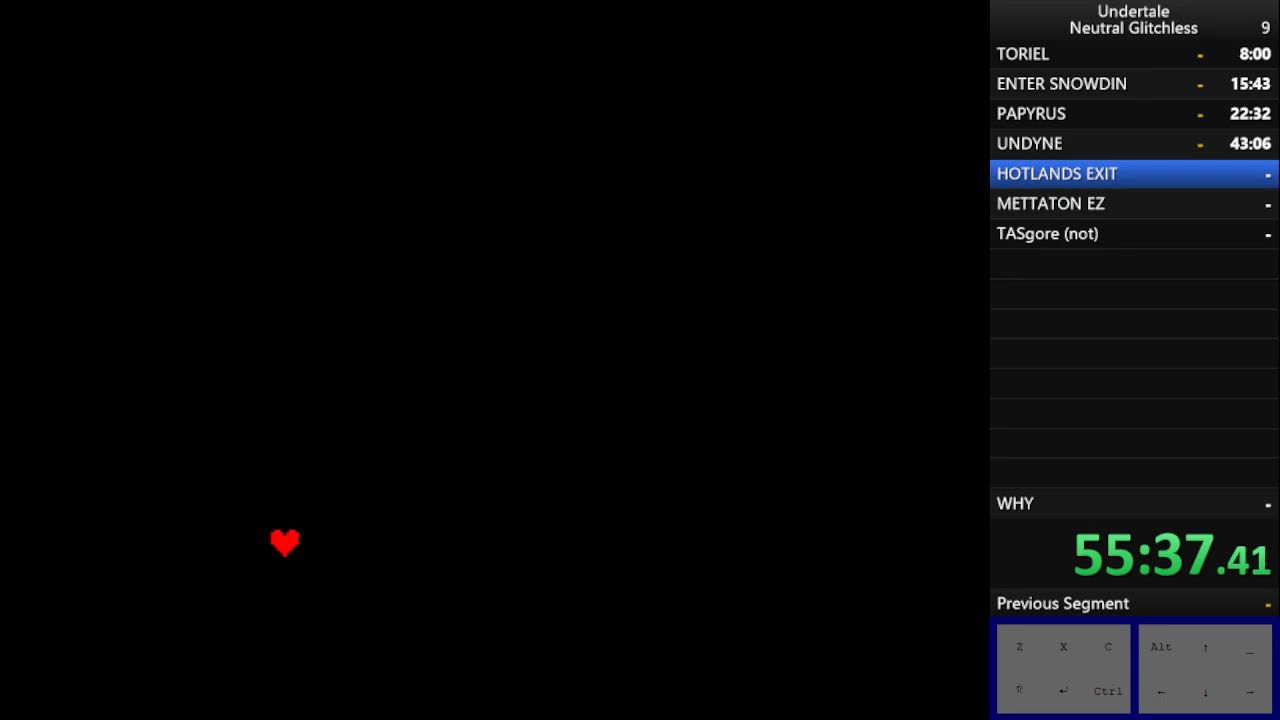 Undertale
Neutral Glitchless 9
TORIEL - 8:00
ENTER SNOWDIN - 15:43
PAPYRUS - 22:32
UNDYNE - 43:06
HOTLANDS EXIT -
METTATON EZ -
TASgore (not) -
WHY -
55:37.41
Previous Segment -
Z X C Alt ↑ _
⇧ ↵ Ctrl ← ↓ →